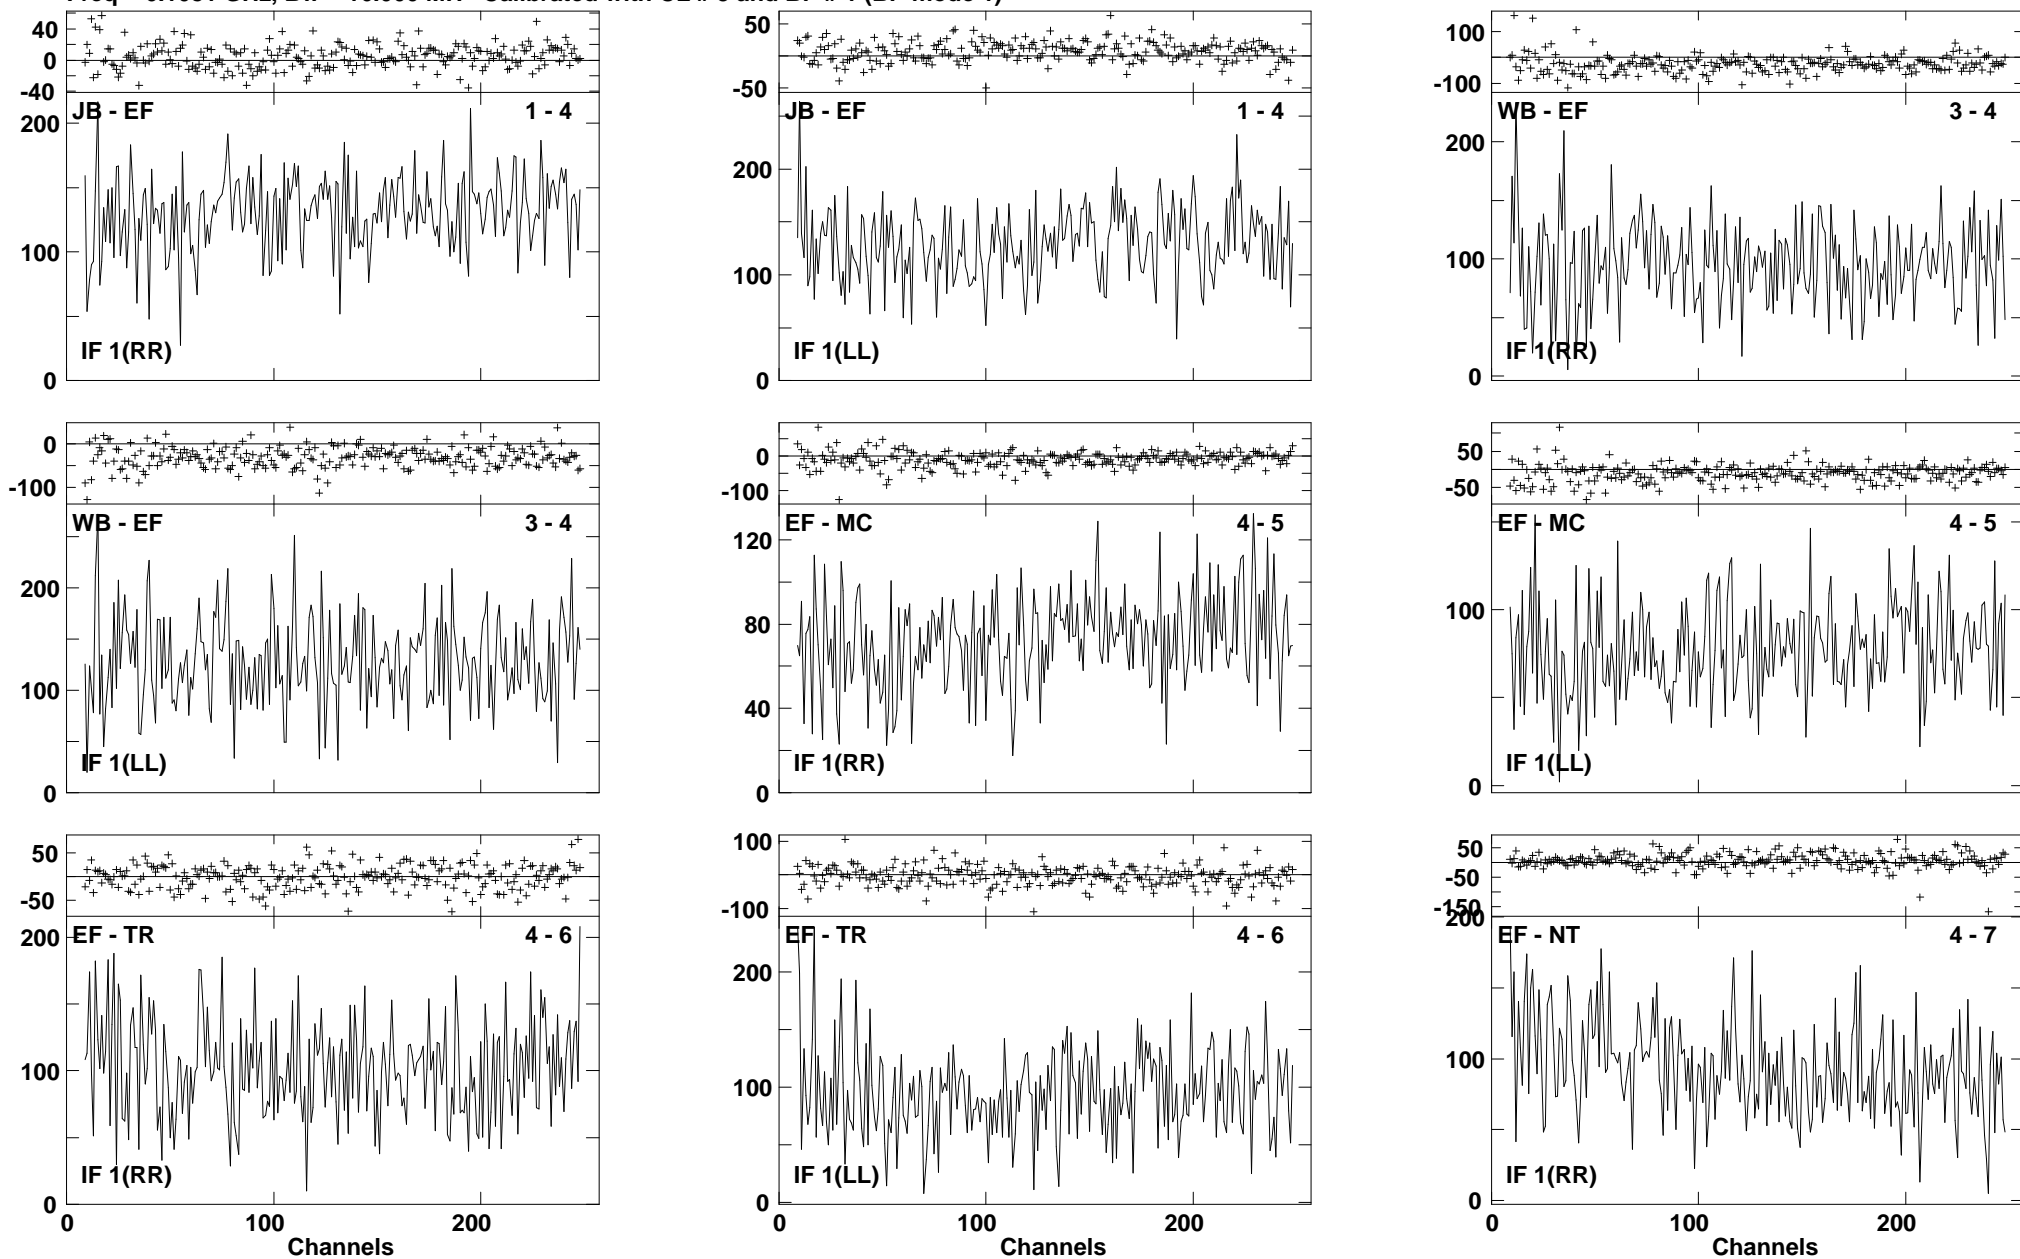 40 0 -40 50 0 -50 100 0 -100
JB - EF 1 - 4 JB - EF 1 - 4 WB - EF 3 - 4
200 100 0 200 100 0 200 100 0
IF 1(RR) IF 1(LL) IF 1(RR)
0 -100 0 -100 50 -50
WB - EF 3 - 4 EF - MC 4 - 5 EF - MC 4 - 5
200 100 0 120 80 40 0 100 0
IF 1(LL) IF 1(RR) IF 1(LL)
50 0 -50 100 0 -100 50 -50 -150
EF - TR 4 - 6 EF - TR 4 - 6 EF - NT 4 - 7
200 100 0 200 100 0 200 100 0
IF 1(RR) IF 1(LL) IF 1(RR)
0 100 200 0 100 200 0 100 200
Channels Channels Channels